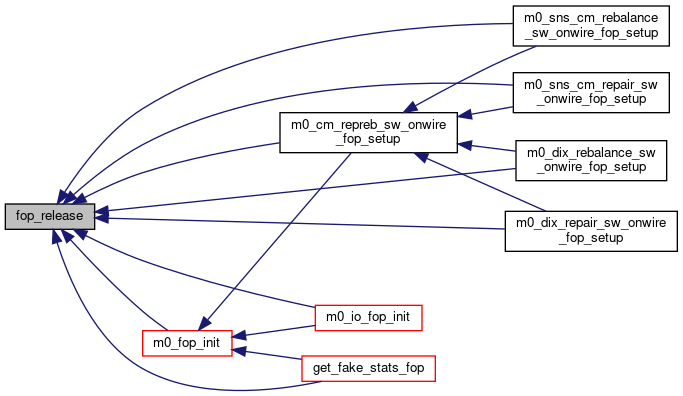 m0_sns_cm_rebalance
_sw_onwire_fop_setup
m0_sns_cm_repair_sw
_onwire_fop_setup
m0_cm_repreb_sw_onwire
_fop_setup
m0_dix_rebalance_sw
_onwire_fop_setup
fop_release
m0_dix_repair_sw_onwire
_fop_setup
m0_io_fop_init
m0_fop_init
get_fake_stats_fop